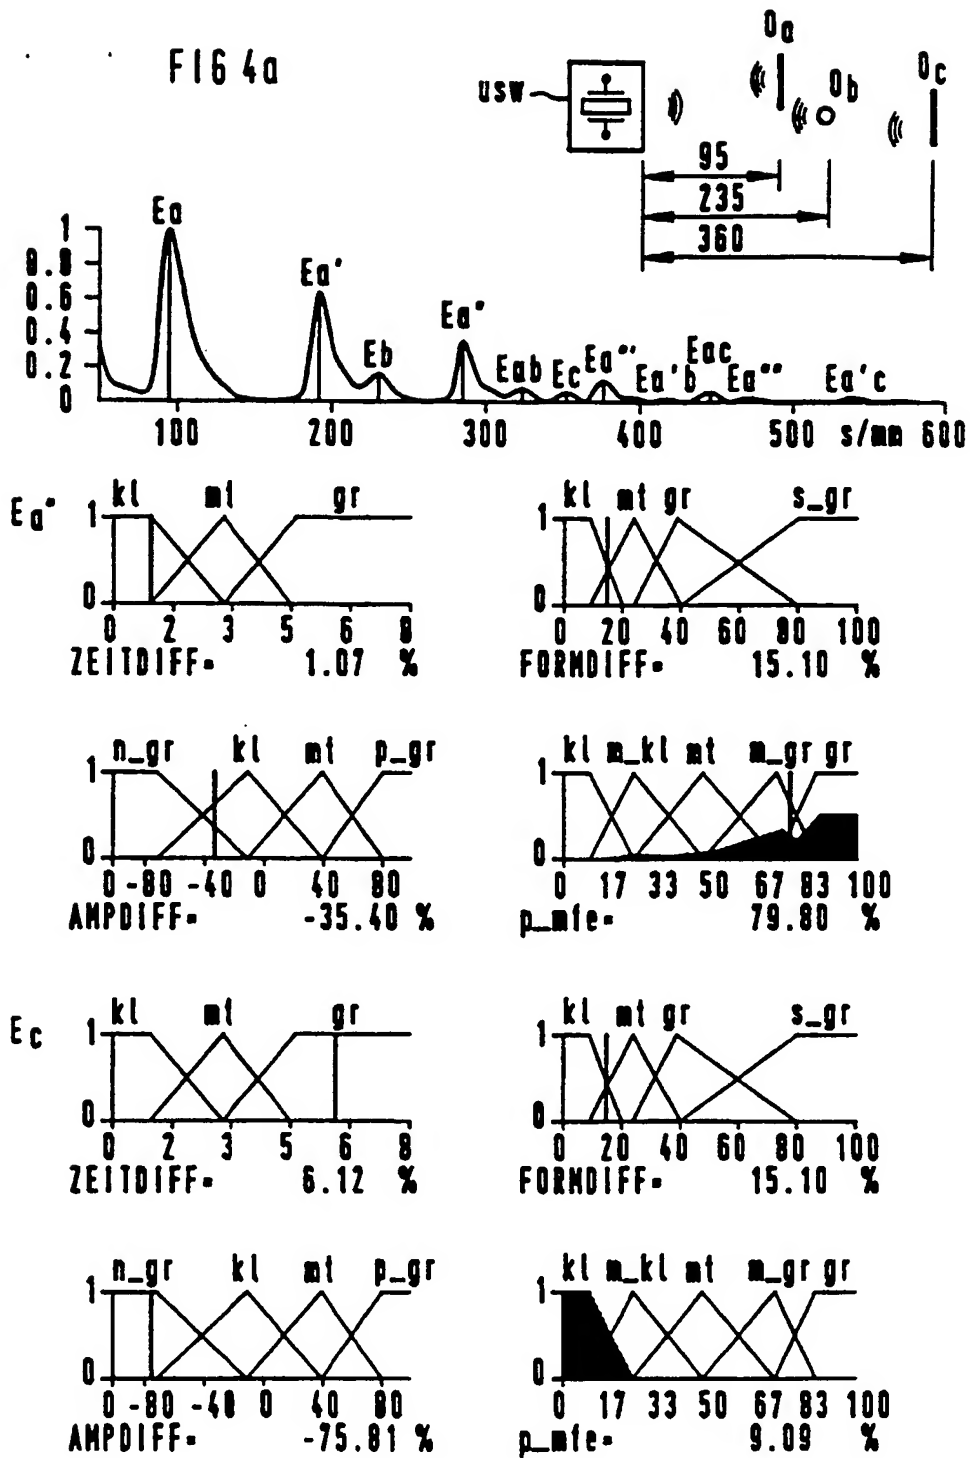 FIG 4a
usw
Oa
Ob
Oc
95
235
360
1
0.8
0.6
0.4
0.2
0
Ea
Ea'
Eb
Ea"
Eab
Ec
Ea"'
Ea'b
Eac
Ea""
Ea'c
100 200 300 400 500 s/mm 600
Ea"
kl mt gr
1
0
0 2 3 5 6 8
ZEITDIFF= 1.07 %
kl mt gr s_gr
1
0
0 20 40 60 80 100
FORMDIFF= 15.10 %
n_gr kl mt p_gr
1
0
0 -80 -40 0 40 80
AMPDIFF= -35.40 %
kl m_kl mt m_gr gr
1
0
0 17 33 50 67 83 100
p_mfe= 79.80 %
Ec
kl mt gr
1
0
0 2 3 5 6 8
ZEITDIFF= 6.12 %
kl mt gr s_gr
1
0
0 20 40 60 80 100
FORMDIFF= 15.10 %
n_gr kl mt p_gr
1
0
0 -80 -40 0 40 80
AMPDIFF= -75.81 %
kl m_kl mt m_gr gr
1
0
0 17 33 50 67 83 100
p_mfe= 9.09 %